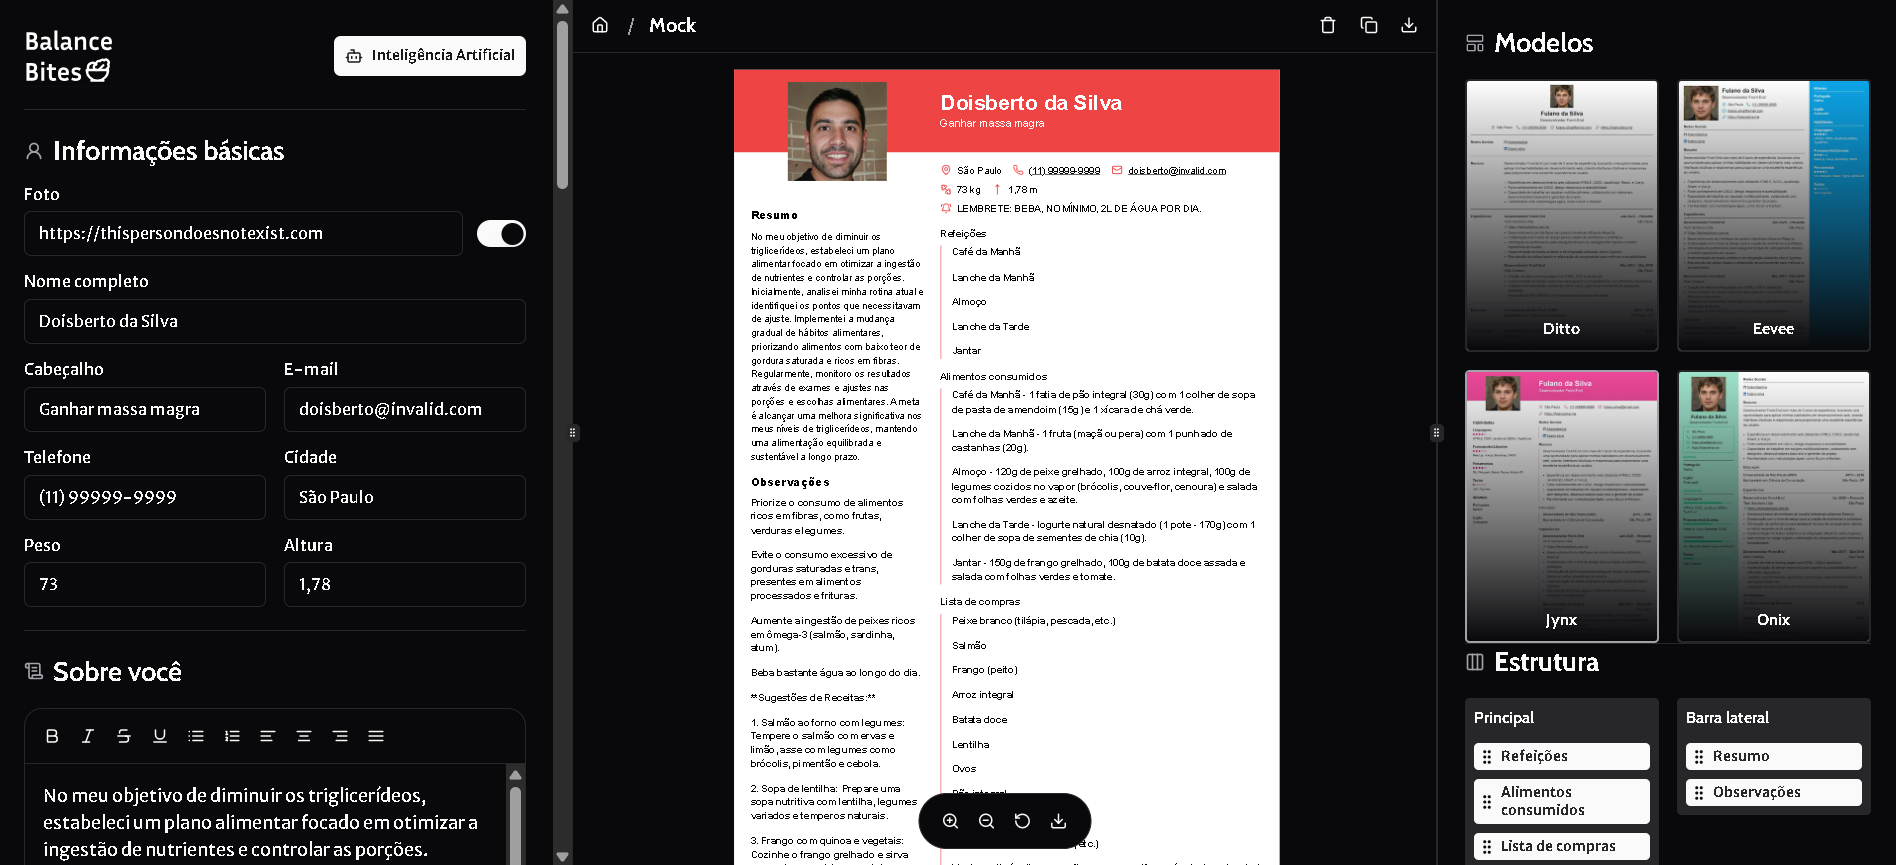 Balance
Bites
Inteligência Artificial
Informações básicas
Foto
https://thispersondoesnotexist.com
Nome completo
Doisberto da Silva
Cabeçalho
E-mail
Ganhar massa magra
doisberto@invalid.com
Telefone
Cidade
(11) 99999-9999
São Paulo
Peso
Altura
73
1,78
Sobre você
No meu objetivo de diminuir os triglicerídeos,
estabeleci um plano alimentar focado em otimizar a
ingestão de nutrientes e controlar as porções.
/ Mock
Doisberto da Silva
Ganhar massa magra
São Paulo
(11) 99999-9999
doisberto@invalid.com
73 kg
1,78 m
LEMBRETE: BEBA, NO MÍNIMO, 2L DE ÁGUA POR DIA.
Resumo
No meu objetivo de diminuir os
triglicerídeos, estabeleci um plano
alimentar focado em otimizar a ingestão
de nutrientes e controlar as porções.
Inicialmente, analisei minha rotina atual e
identifiquei os pontos que necessitavam
de ajuste. Implementei a mudança
gradual de hábitos alimentares,
priorizando alimentos com baixo teor de
gordura saturada e ricos em fibras.
Regularmente, monitoro os resultados
através de exames e ajustes nas
porções e escolhas alimentares. A meta
é alcançar uma melhora significativa nos
meus níveis de triglicerídeos, mantendo
uma alimentação equilibrada e
sustentável a longo prazo.
Observações
Priorize o consumo de alimentos
ricos em fibras, como frutas,
verduras e legumes.
Evite o consumo excessivo de
gorduras saturadas e trans,
presentes em alimentos
processados e frituras.
Aumente a ingestão de peixes ricos
em ômega-3 (salmão, sardinha,
atum).
Beba bastante água ao longo do dia.
**Sugestões de Receitas:**
1. Salmão ao forno com legumes:
Tempere o salmão com ervas e
limão, asse com legumes como
brócolis, pimentão e cebola.
2. Sopa de lentilha: Prepare uma
sopa nutritiva com lentilha, legumes
variados e temperos naturais.
3. Frango com quinoa e vegetais:
Cozinhe o frango grelhado e sirva
Refeições
Café da Manhã
Lanche da Manhã
Almoço
Lanche da Tarde
Jantar
Alimentos consumidos
Café da Manhã - 1 fatia de pão integral (30g) com 1 colher de sopa
de pasta de amendoim (15g) e 1 xícara de chá verde.
Lanche da Manhã - 1 fruta (maçã ou pera) com 1 punhado de
castanhas (20g).
Almoço - 120g de peixe grelhado, 100g de arroz integral, 100g de
legumes cozidos no vapor (brócolis, couve-flor, cenoura) e salada
com folhas verdes e azeite.
Lanche da Tarde - Iogurte natural desnatado (1 pote - 170g) com 1
colher de sopa de sementes de chia (10g).
Jantar - 150g de frango grelhado, 100g de batata doce assada e
salada com folhas verdes e tomate.
Lista de compras
Peixe branco (tilápia, pescada, etc.)
Salmão
Frango (peito)
Arroz integral
Batata doce
Lentilha
Ovos
Pão integral
etc.)
Modelos
Fulano da Silva
Ditto
Fulano da Silva
Eevee
Fulano da Silva
Jynx
Onix
Estrutura
Principal
Refeições
Alimentos
consumidos
Lista de compras
Barra lateral
Resumo
Observações